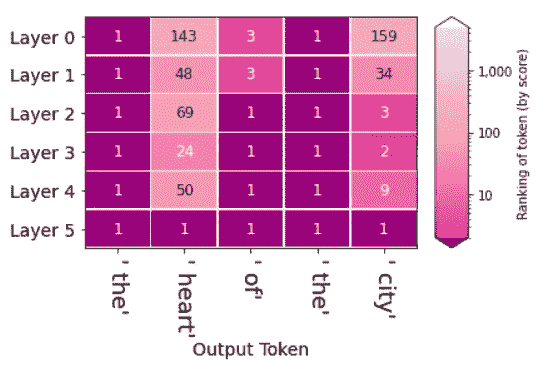 Layer 0 1 143 3 1 159
Layer 1 1 48 3 1 34
Layer 2 1 69 1 1 3
Layer 3 1 24 1 1 2
Layer 4 1 50 1 1 9
Layer 5 1 1 1 1 1
' the'
' heart'
' of'
' the'
' city'
Output Token
1,000
100
10
Ranking of token (by score)